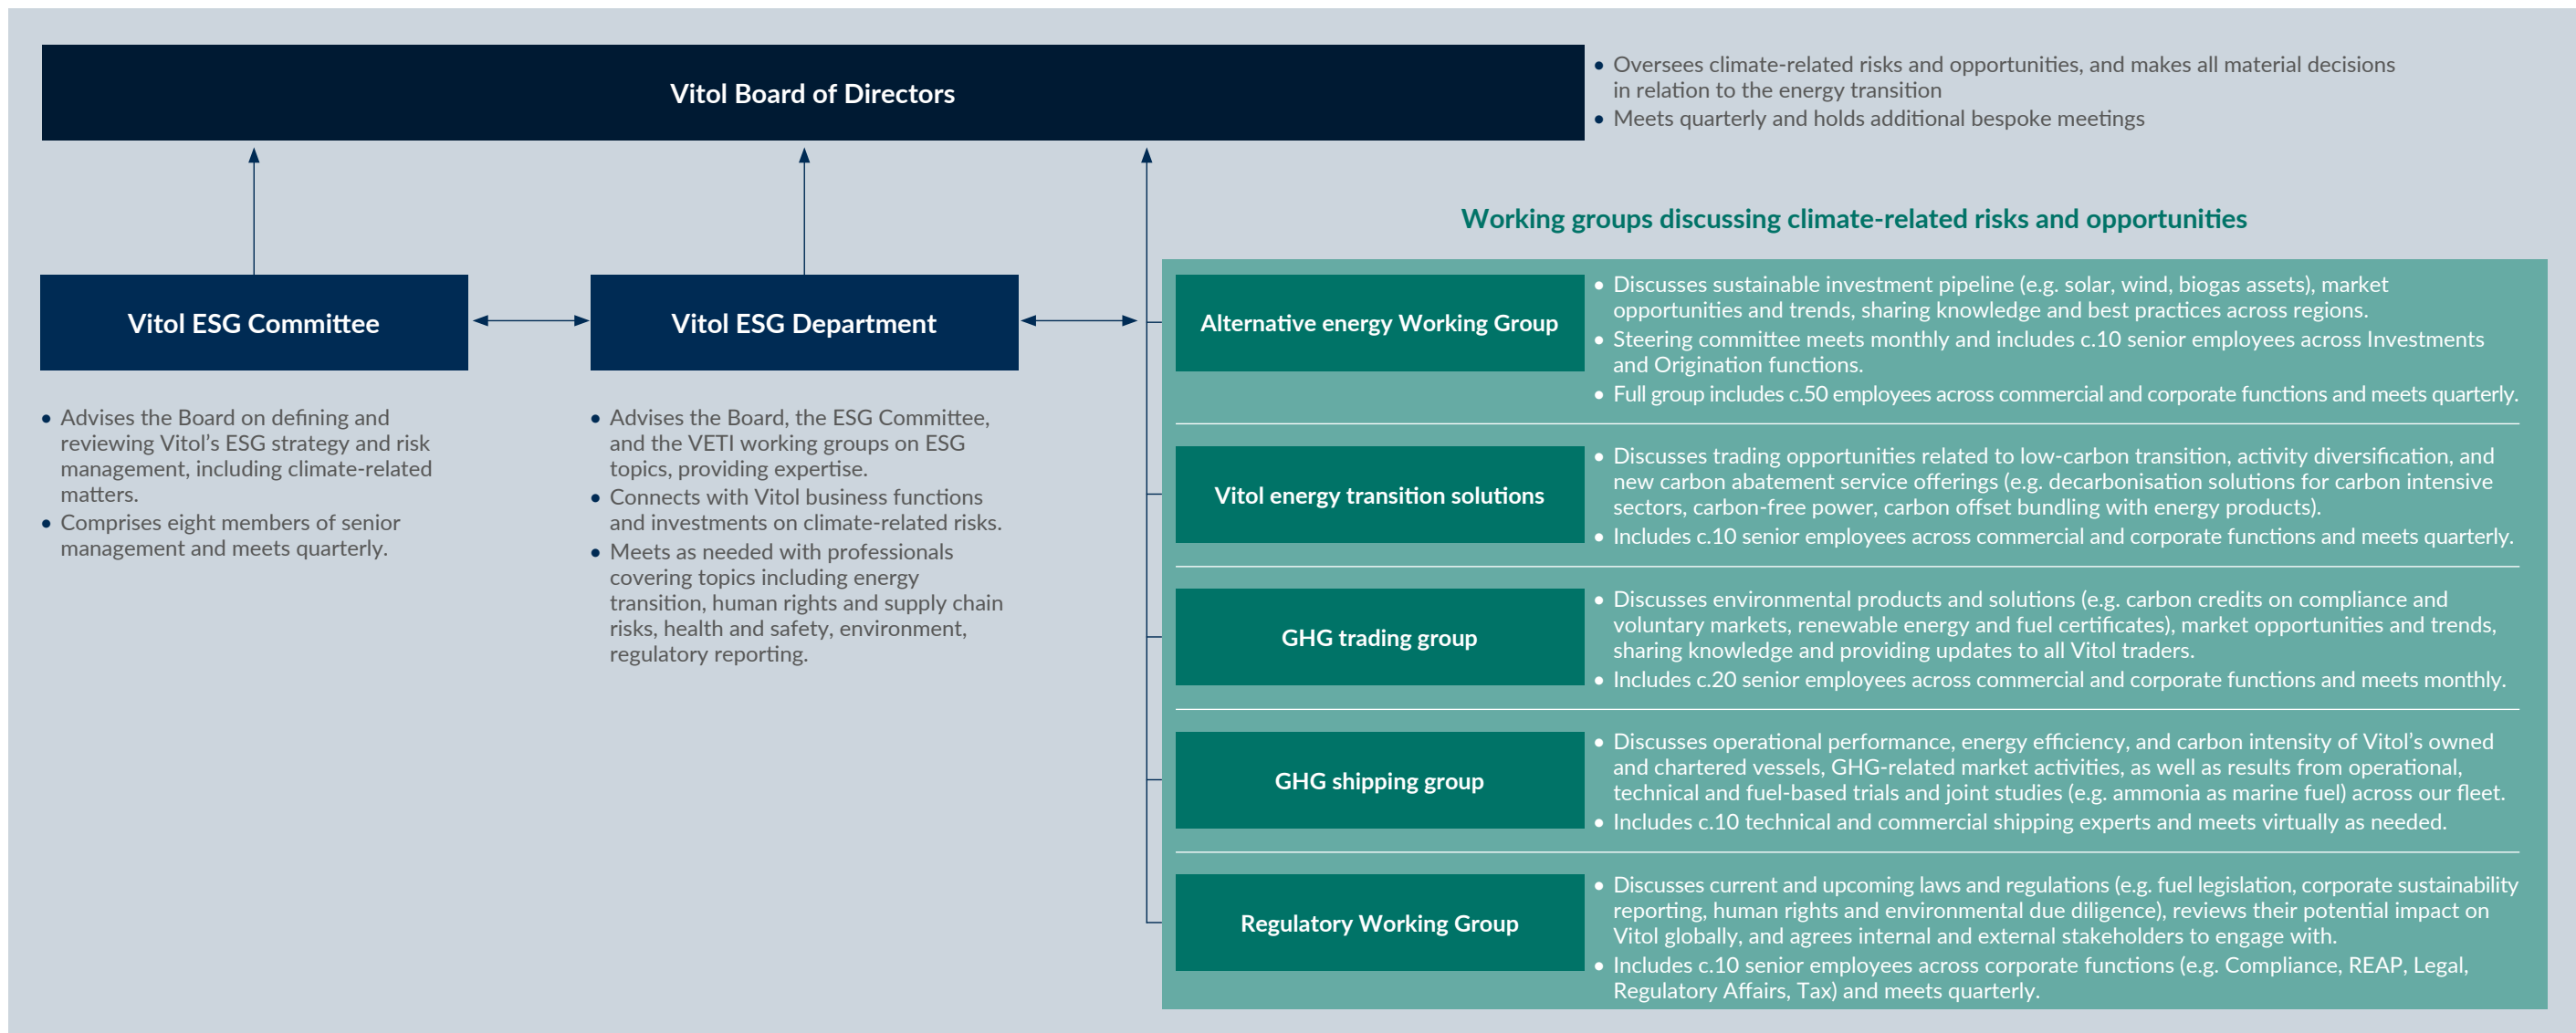 Vitol Board of Directors
• Oversees climate-related risks and opportunities, and makes all material decisions
in relation to the energy transition
• Meets quarterly and holds additional bespoke meetings
Working groups discussing climate-related risks and opportunities
Vitol ESG Committee
• Advises the Board on defining and
reviewing Vitol’s ESG strategy and risk
management, including climate-related
matters.
• Comprises eight members of senior
management and meets quarterly.
Vitol ESG Department
• Advises the Board, the ESG Committee,
and the VETI working groups on ESG
topics, providing expertise.
• Connects with Vitol business functions
and investments on climate-related risks.
• Meets as needed with professionals
covering topics including energy
transition, human rights and supply chain
risks, health and safety, environment,
regulatory reporting.
Alternative energy Working Group
• Discusses sustainable investment pipeline (e.g. solar, wind, biogas assets), market
opportunities and trends, sharing knowledge and best practices across regions.
• Steering committee meets monthly and includes c.10 senior employees across Investments
and Origination functions.
• Full group includes c.50 employees across commercial and corporate functions and meets quarterly.
Vitol energy transition solutions
• Discusses trading opportunities related to low-carbon transition, activity diversification, and
new carbon abatement service offerings (e.g. decarbonisation solutions for carbon intensive
sectors, carbon-free power, carbon offset bundling with energy products).
• Includes c.10 senior employees across commercial and corporate functions and meets quarterly.
GHG trading group
• Discusses environmental products and solutions (e.g. carbon credits on compliance and
voluntary markets, renewable energy and fuel certificates), market opportunities and trends,
sharing knowledge and providing updates to all Vitol traders.
• Includes c.20 senior employees across commercial and corporate functions and meets monthly.
GHG shipping group
• Discusses operational performance, energy efficiency, and carbon intensity of Vitol’s owned
and chartered vessels, GHG-related market activities, as well as results from operational,
technical and fuel-based trials and joint studies (e.g. ammonia as marine fuel) across our fleet.
• Includes c.10 technical and commercial shipping experts and meets virtually as needed.
Regulatory Working Group
• Discusses current and upcoming laws and regulations (e.g. fuel legislation, corporate sustainability
reporting, human rights and environmental due diligence), reviews their potential impact on
Vitol globally, and agrees internal and external stakeholders to engage with.
• Includes c.10 senior employees across corporate functions (e.g. Compliance, REAP, Legal,
Regulatory Affairs, Tax) and meets quarterly.